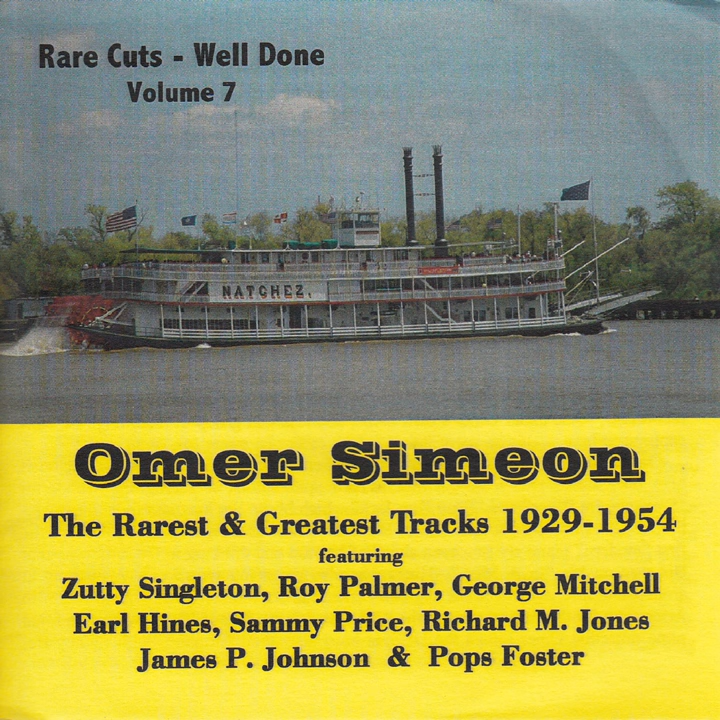 Rare Cuts - Well Done
Volume 7
NATCHEZ
Omer Simeon
The Rarest & Greatest Tracks 1929-1954
featuring
Zutty Singleton, Roy Palmer, George Mitchell
Earl Hines, Sammy Price, Richard M. Jones
James P. Johnson & Pops Foster